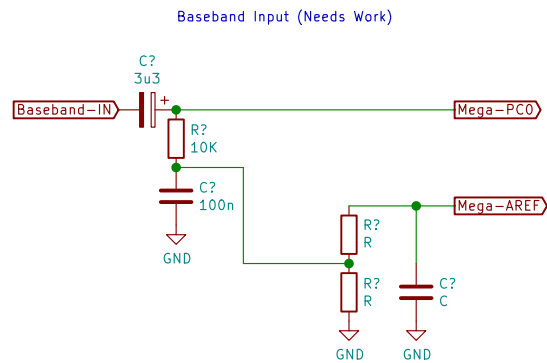 Baseband Input (Needs Work)
C?
3u3
+
Baseband-IN
Mega-PC0
R?
10K
C?
100n
GND
Mega-AREF
R?
R
R?
R
C?
C
GND
GND